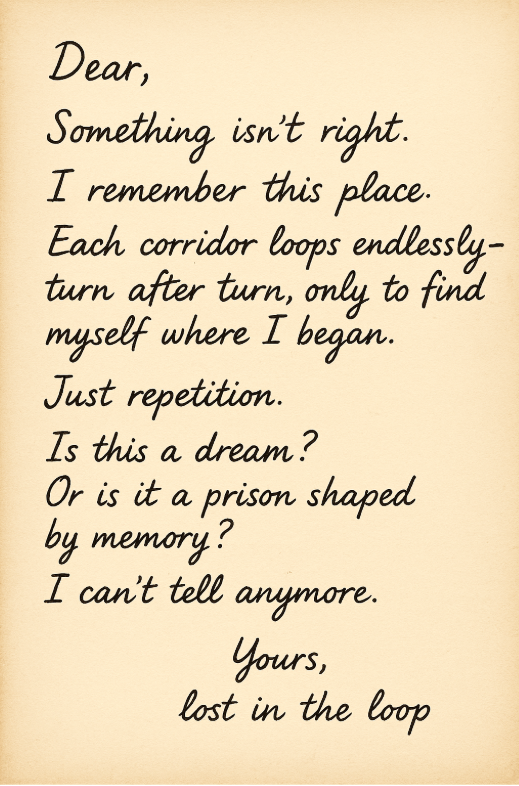 Dear,
Something isn't right.
I remember this place.
Each corridor loops endlessly–
turn after turn, only to find
myself where I began.
Just repetition.
Is this a dream?
Or is it a prison shaped
by memory?
I can't tell anymore.
Yours,
lost in the loop